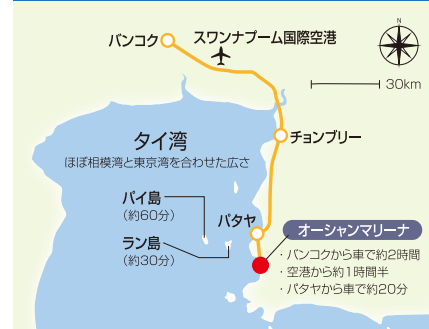 N
バンコク
スワンナプーム国際空港
30km
チョンブリー
タイ湾
ほぼ相模湾と東京湾を合わせた広さ
パイ島
(約60分)
パタヤ
オーシャンマリーナ
ラン島
(約30分)
・バンコクから車で約2時間
・空港から約1時間半
・パタヤから車で約20分